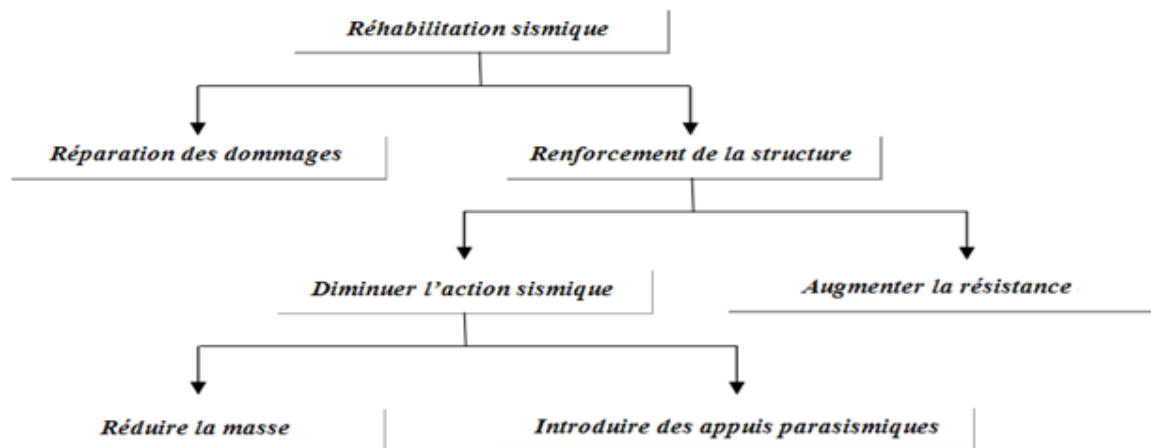 Réhabilitation sismique
Réparation des dommages
Renforcement de la structure
Diminuer l’action sismique
Augmenter la résistance
Réduire la masse
Introduire des appuis parasismiques